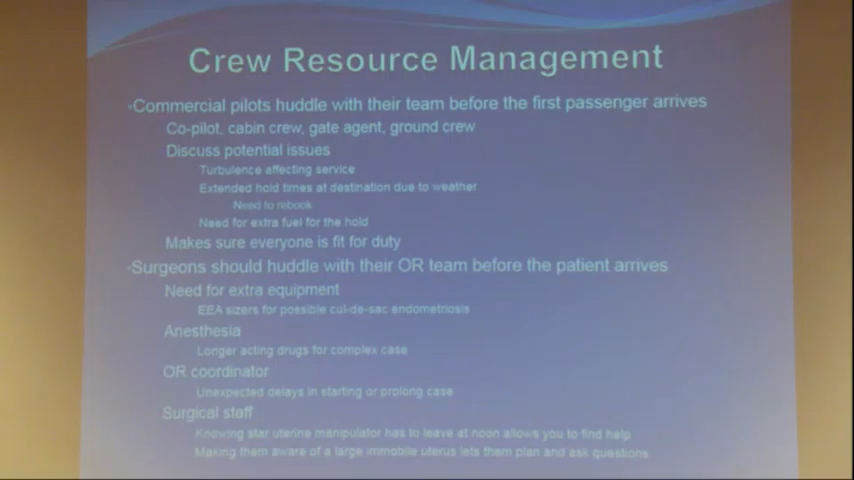 Crew Resource Management
•Commercial pilots huddle with their team before the first passenger arrives
Co-pilot, cabin crew, gate agent, ground crew
Discuss potential issues
Turbulence affecting service
Extended hold times at destination due to weather
Need to rebook
Need for extra fuel for the hold
Makes sure everyone is fit for duty
•Surgeons should huddle with their OR team before the patient arrives
Need for extra equipment
EEA sizers for possible cul-de-sac endometriosis
Anesthesia
Longer acting drugs for complex case
OR coordinator
Unexpected delays in starting or prolong case
Surgical staff
Knowing star uterine manipulator has to leave at noon allows you to find help
Making them aware of a large immobile uterus lets them plan and ask questions